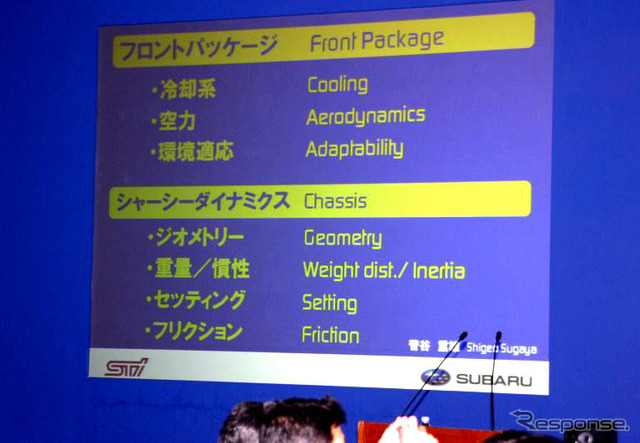 フロントパッケージ Front Package
・冷却系 Cooling
・空力 Aerodynamics
・環境適応 Adaptability
シャーシーダイナミクス Chassis
・ジオメトリー Geometry
・重量／慣性 Weight dist./ Inertia
・セッティング Setting
・フリクション Friction
菅谷 重雄 Shigeo Sugaya
STI SUBARU
Response.